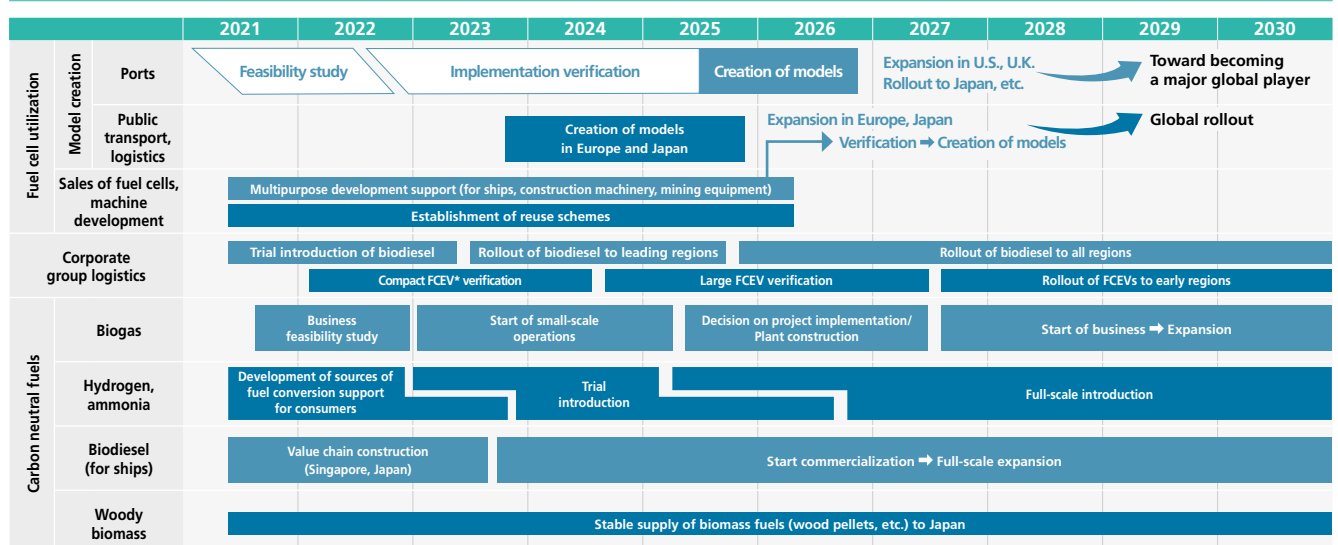 2021 2022 2023 2024 2025 2026 2027 2028 2029 2030
Fuel cell utilization
Model creation
Ports
Feasibility study
Implementation verification
Creation of models
Expansion in U.S., U.K.
Rollout to Japan, etc.
Toward becoming
a major global player
Public
transport,
logistics
Creation of models
in Europe and Japan
Expansion in Europe, Japan
Verification ➡ Creation of models
Global rollout
Sales of fuel cells,
machine
development
Multipurpose development support (for ships, construction machinery, mining equipment)
Establishment of reuse schemes
Corporate
group logistics
Trial introduction of biodiesel
Rollout of biodiesel to leading regions
Rollout of biodiesel to all regions
Compact FCEV* verification
Large FCEV verification
Rollout of FCEVs to early regions
Carbon neutral fuels
Biogas
Business
feasibility study
Start of small-scale
operations
Decision on project implementation/
Plant construction
Start of business ➡ Expansion
Hydrogen,
ammonia
Development of sources of
fuel conversion support
for consumers
Trial
introduction
Full-scale introduction
Biodiesel
(for ships)
Value chain construction
(Singapore, Japan)
Start commercialization ➡ Full-scale expansion
Woody
biomass
Stable supply of biomass fuels (wood pellets, etc.) to Japan